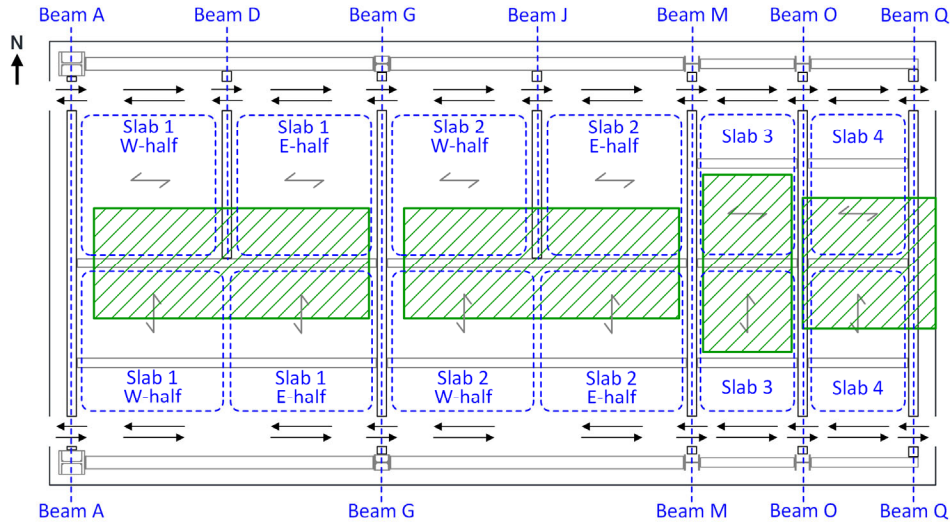 Beam A Beam D Beam G Beam J Beam M Beam O Beam Q
N
Slab 1 Slab 1 Slab 2 Slab 2 Slab 3 Slab 4
W-half E-half W-half E-half
Slab 1 Slab 1 Slab 2 Slab 2 Slab 3 Slab 4
W-half E-half W-half E-half
Beam A Beam G Beam M Beam O Beam Q